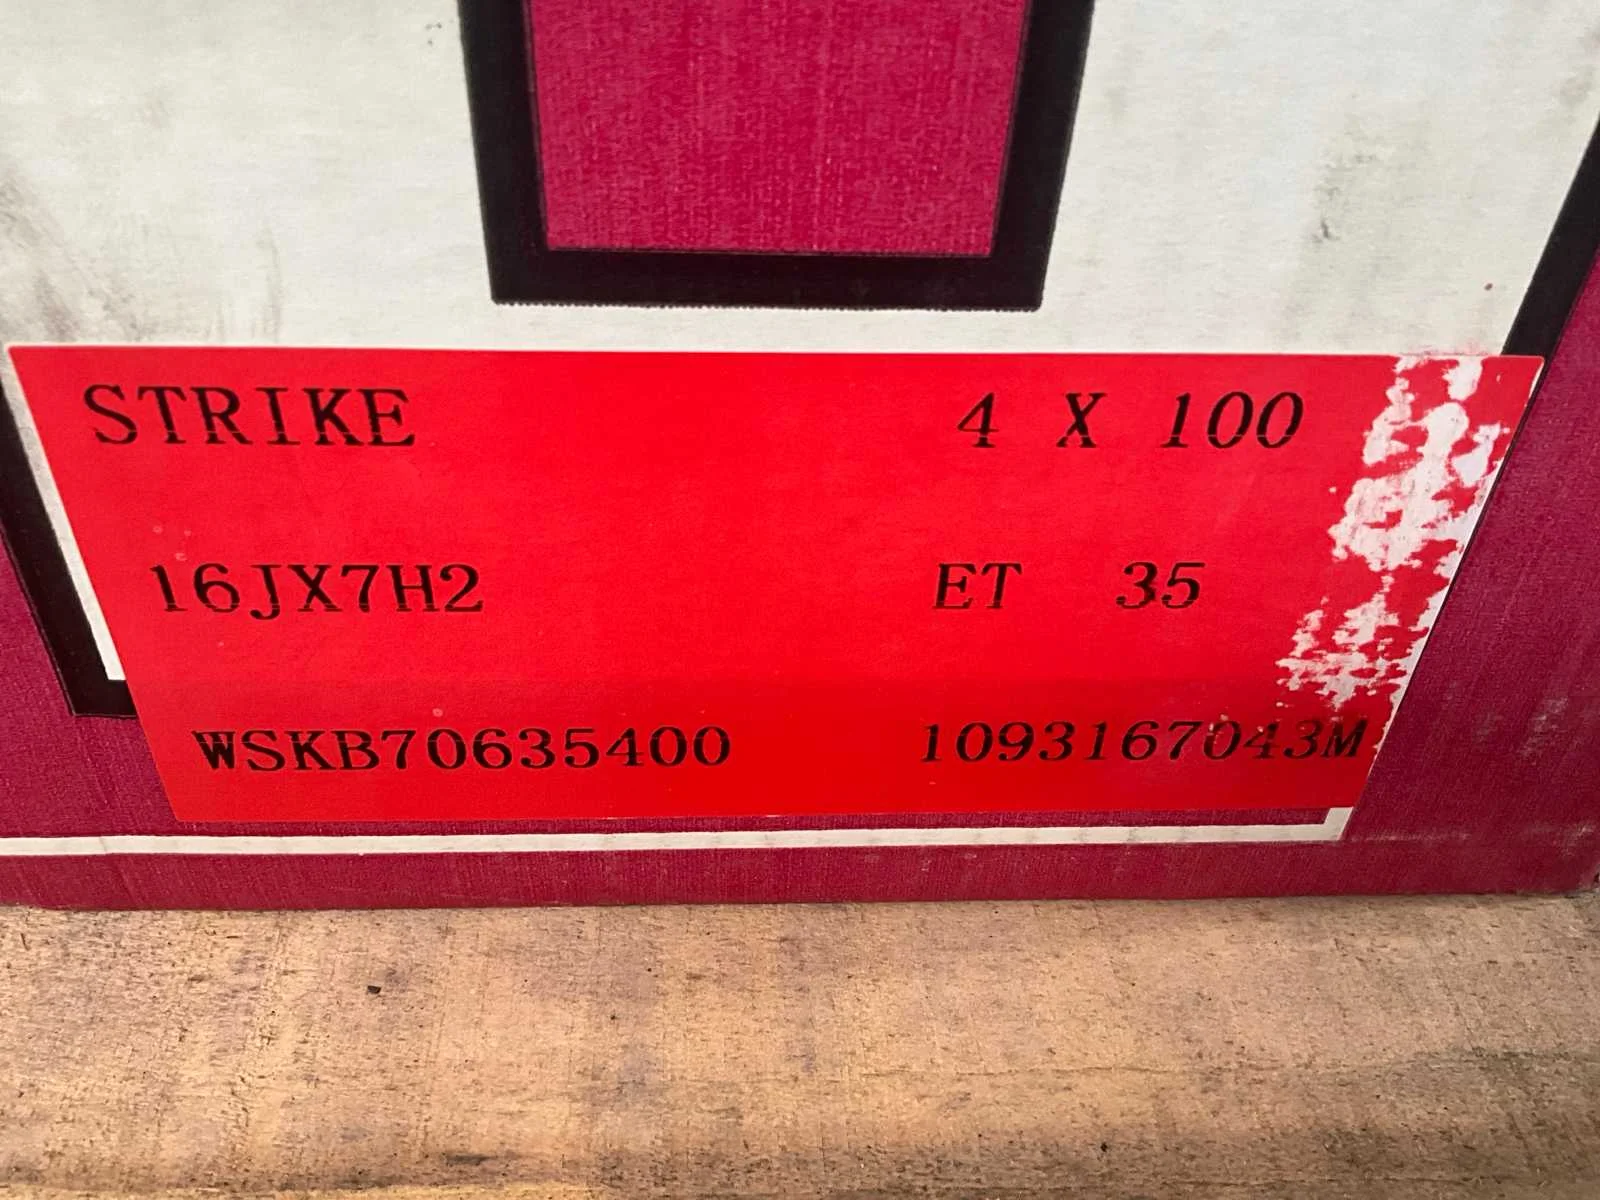 STRIKE 4 X 100
16JX7H2 ET 35
WSKB70635400 1093167043M